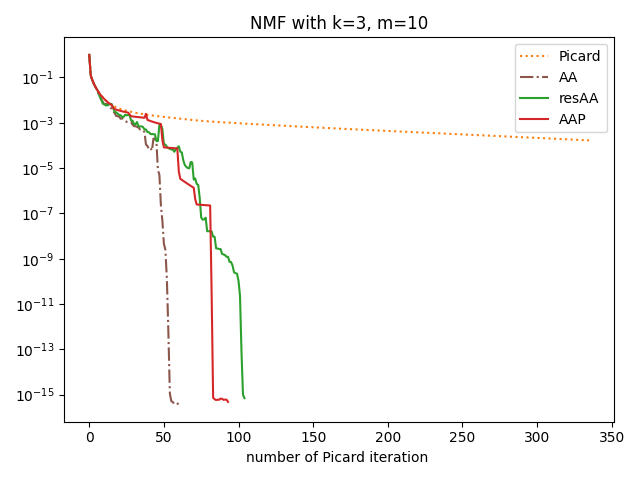 NMF with k=3, m=10
Picard
AA
resAA
AAP
10⁻¹
10⁻³
10⁻⁵
10⁻⁷
10⁻⁹
10⁻¹¹
10⁻¹³
10⁻¹⁵
0 50 100 150 200 250 300 350
number of Picard iteration